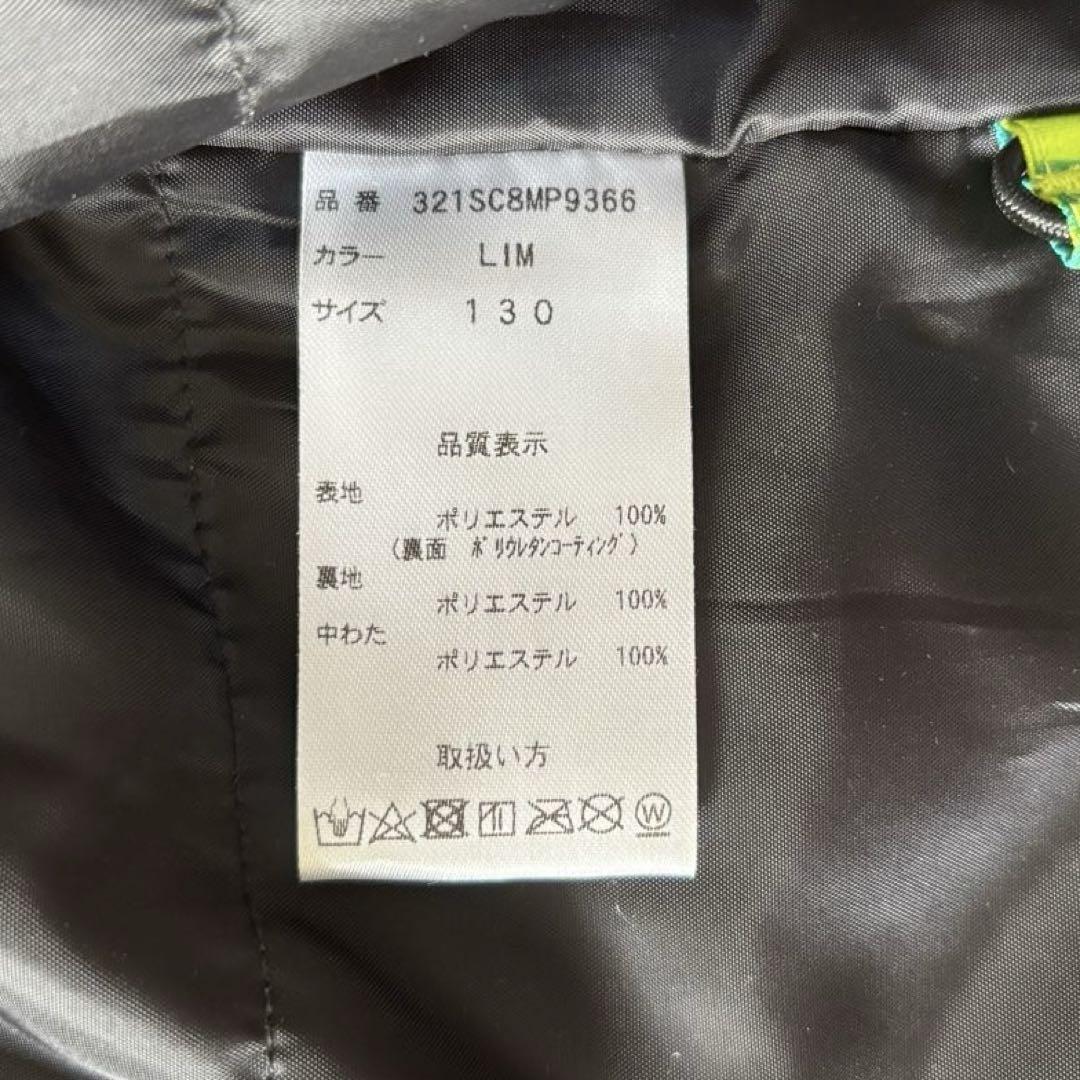 品番 321SC8MP9366
カラー LIM
サイズ 130
品質表示
表地
ポリエステル 100%
(裏面 ポリウレタンコーティング)
裏地
ポリエステル 100%
中わた
ポリエステル 100%
取扱い方
W